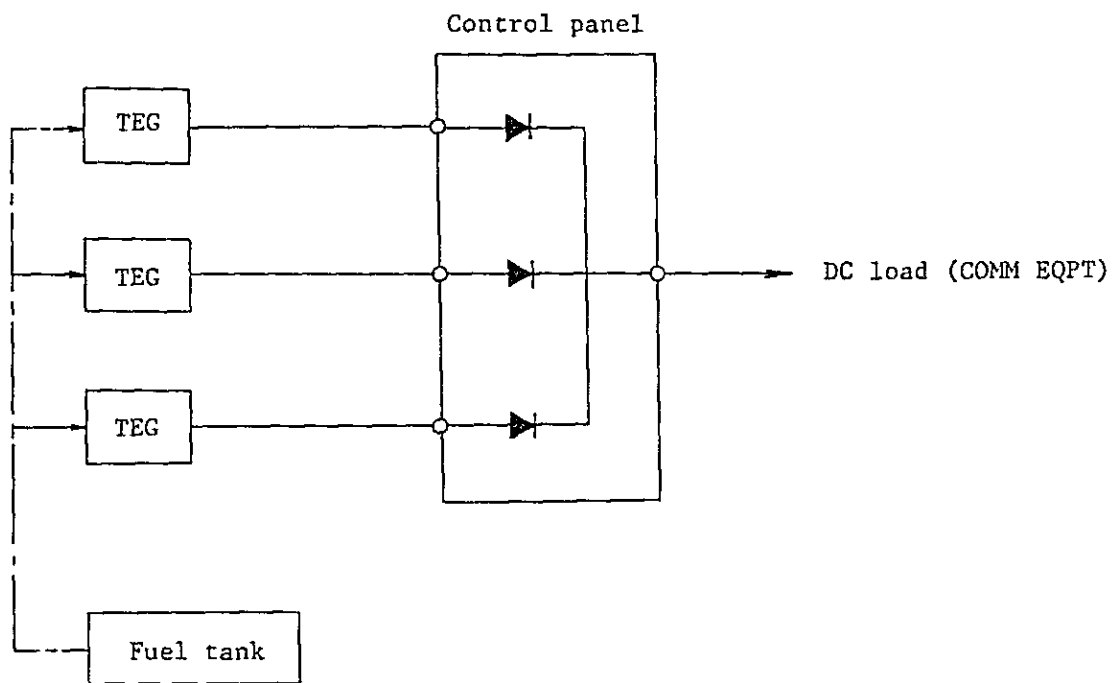 Control panel
TEG
TEG
DC load (COMM EQPT)
TEG
Fuel tank